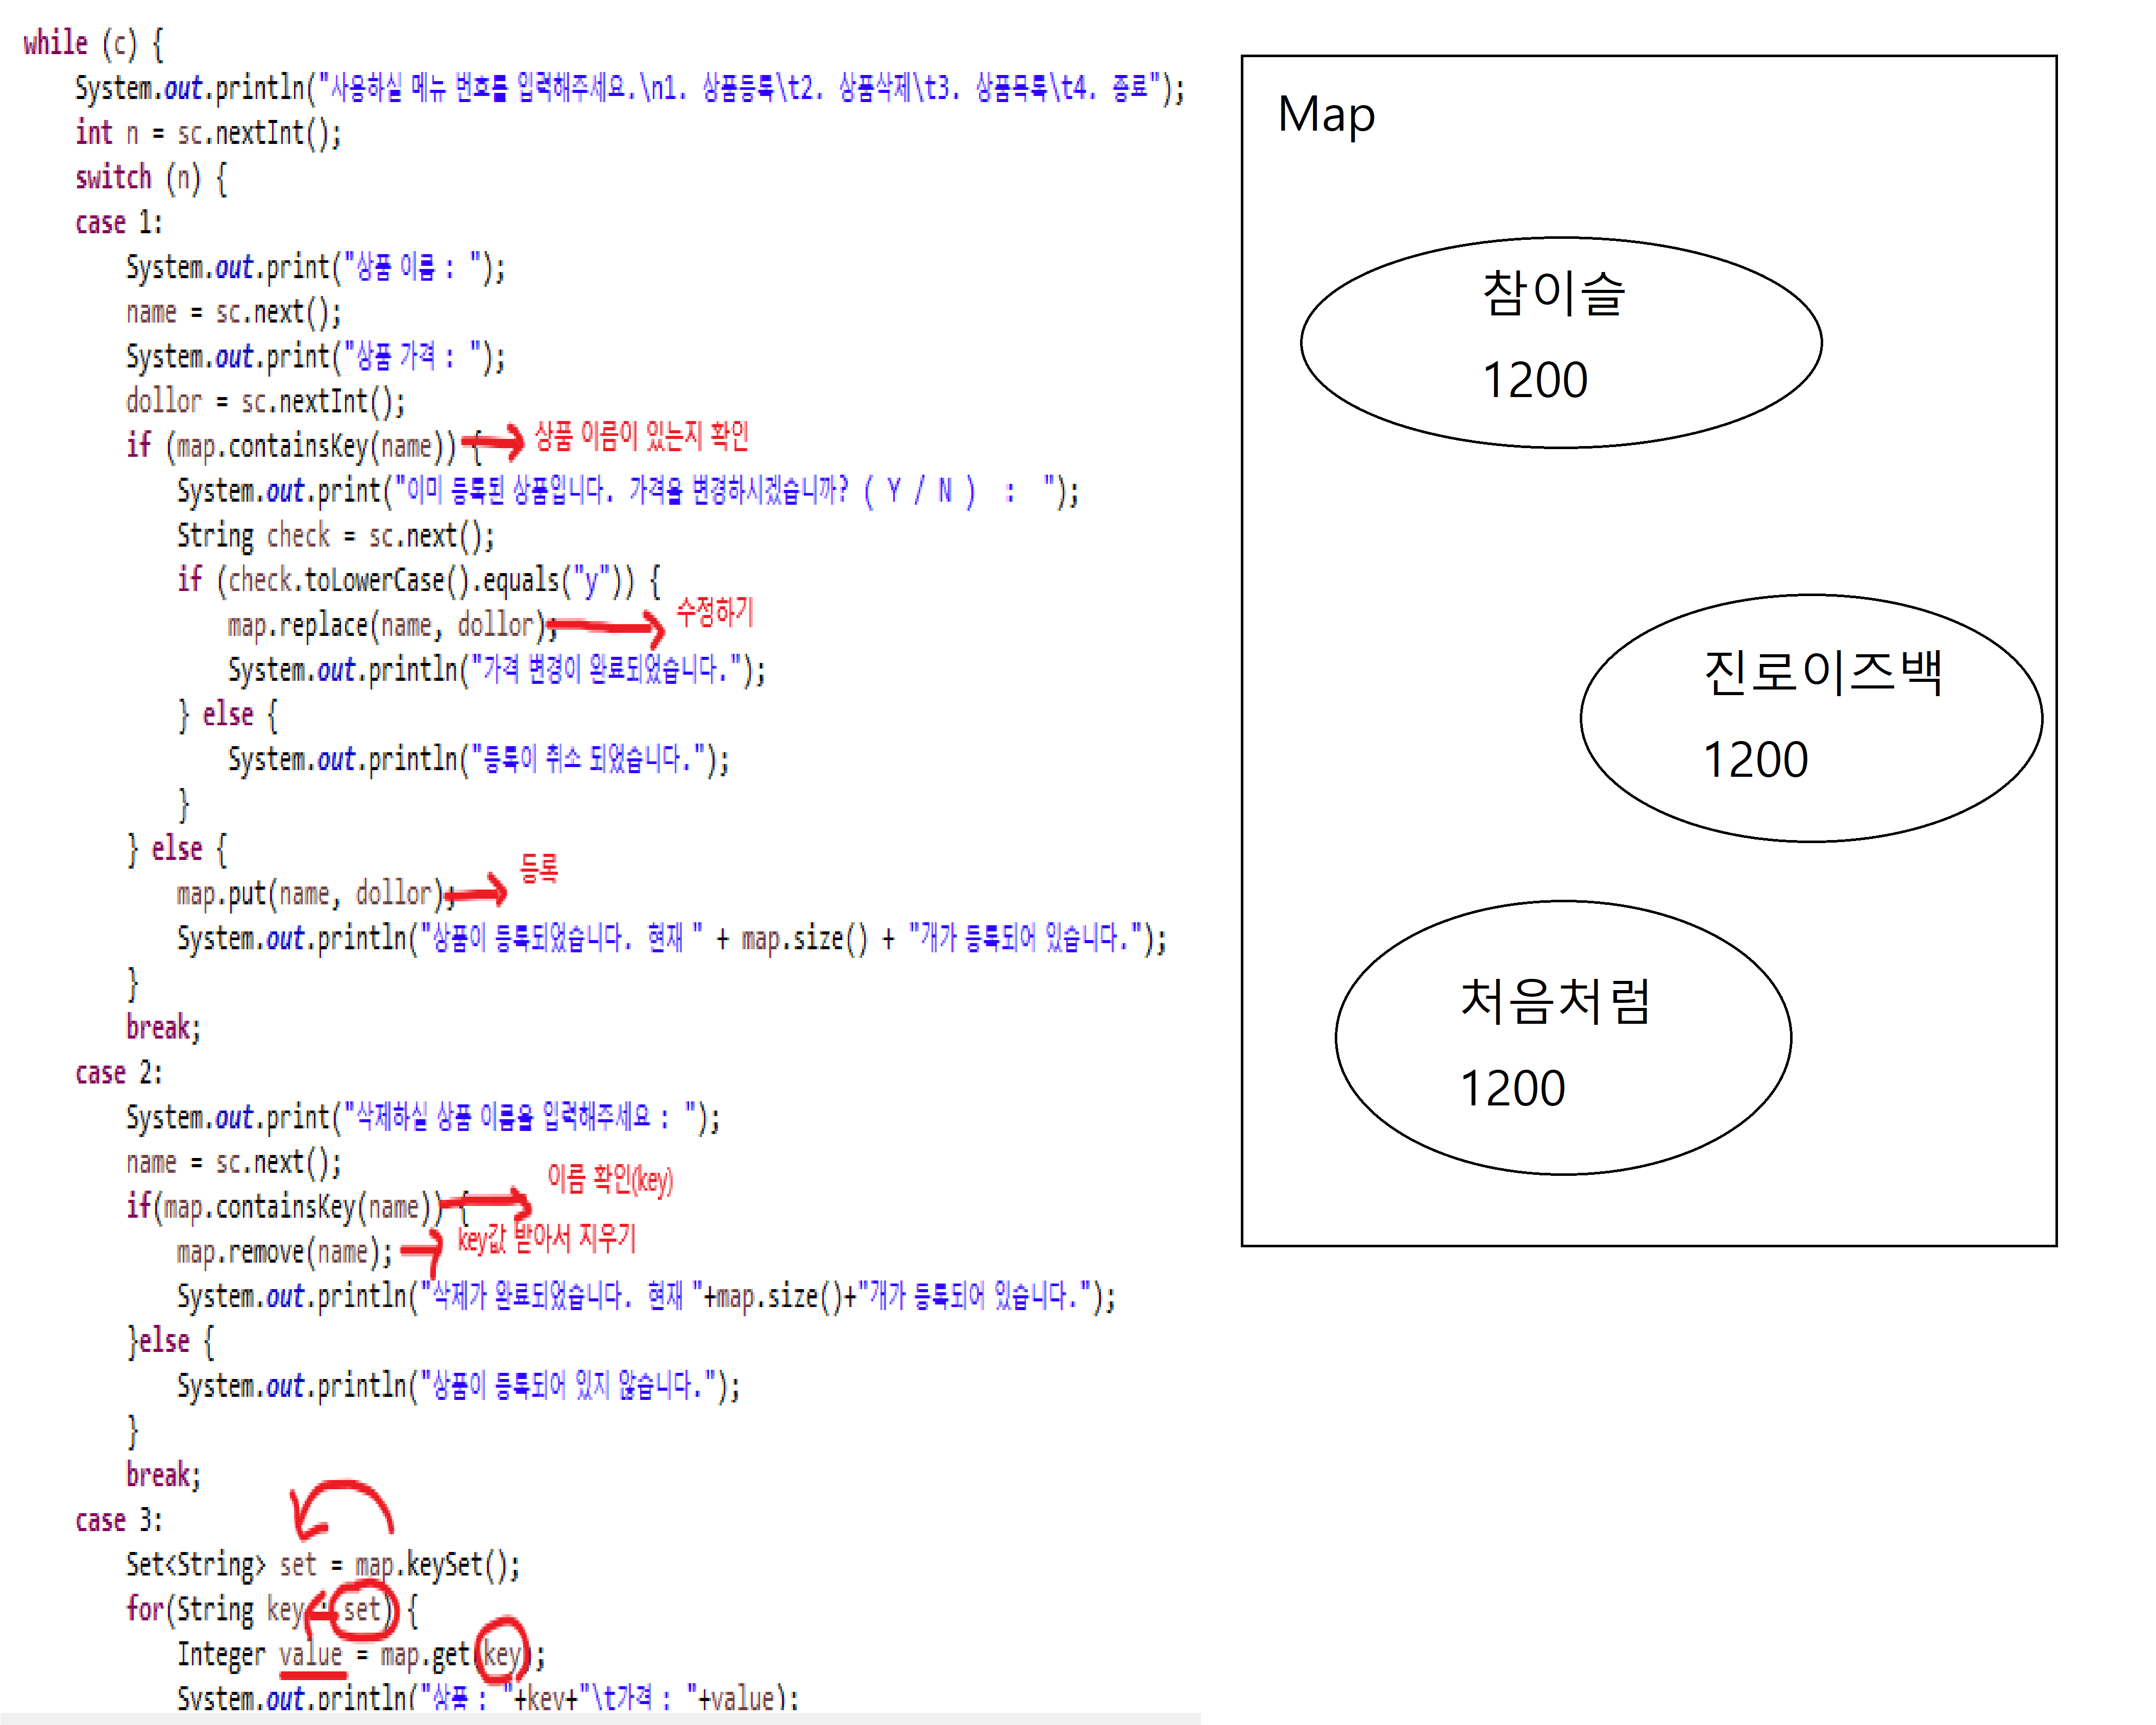 while (c) {
System.out.println("사용하실 메뉴 번호를 입력해주세요.\n1. 상품등록\t2. 상품삭제\t3. 상품목록\t4. 종료");
int n = sc.nextInt();
switch (n) {
case 1:
System.out.print("상품 이름 : ");
name = sc.next();
System.out.print("상품 가격 : ");
dollor = sc.nextInt();
if (map.containsKey(name)) { 상품 이름이 있는지 확인
System.out.print("이미 등록된 상품입니다. 가격을 변경하시겠습니까? ( Y / N )  :  ");
String check = sc.next();
if (check.toLowerCase().equals("y")) {
map.replace(name, dollor); 수정하기
System.out.println("가격 변경이 완료되었습니다.");
} else {
System.out.println("등록이 취소 되었습니다.");
}
} else {
map.put(name, dollor); 등록
System.out.println("상품이 등록되었습니다. 현재 " + map.size() + "개가 등록되어 있습니다.");
}
break;
case 2:
System.out.print("삭제하실 상품 이름을 입력해주세요 : ");
name = sc.next();
if(map.containsKey(name)) { 이름 확인(key)
map.remove(name); key값 받아서 지우기
System.out.println("삭제가 완료되었습니다. 현재 "+map.size()+"개가 등록되어 있습니다.");
}else {
System.out.println("상품이 등록되어 있지 않습니다.");
}
break;
case 3:
Set<String> set = map.keySet();
for(String key : set) {
Integer value = map.get(key);
System.out.println("상품 : "+key+"\t가격 : "+value);
Map
참이슬
1200
진로이즈백
1200
처음처럼
1200